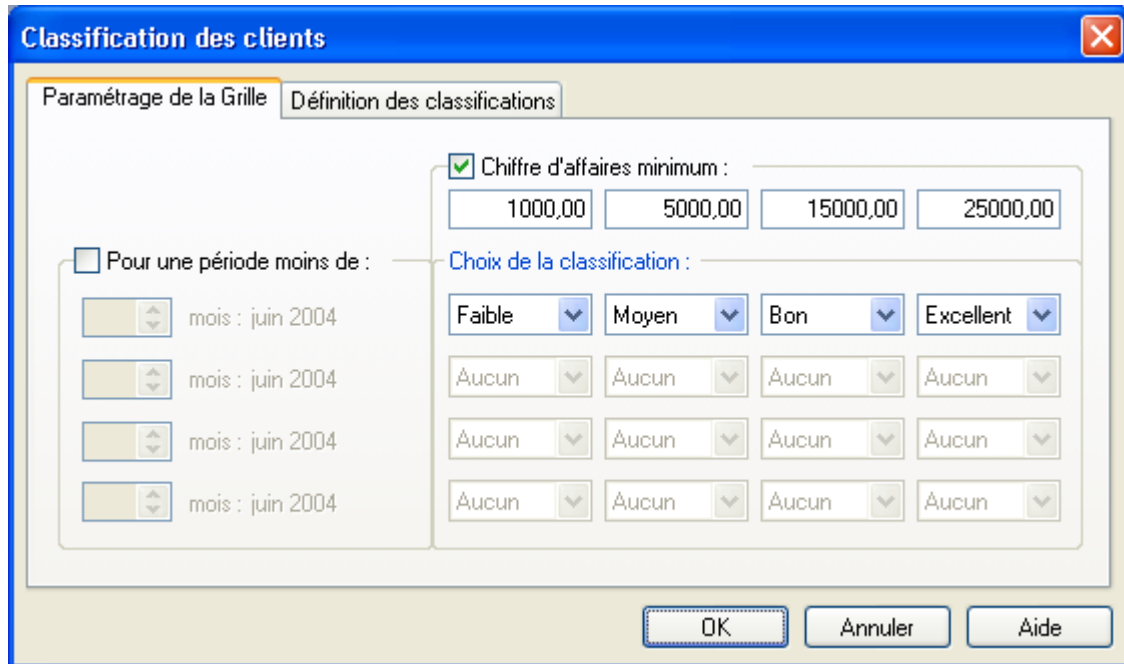 Classification des clients
Paramétrage de la Grille Définition des classifications
Chiffre d'affaires minimum :
1000,00 5000,00 15000,00 25000,00
Pour une période moins de : Choix de la classification :
mois : juin 2004 Faible Moyen Bon Excellent
mois : juin 2004 Aucun Aucun Aucun Aucun
mois : juin 2004 Aucun Aucun Aucun Aucun
mois : juin 2004 Aucun Aucun Aucun Aucun
OK Annuler Aide